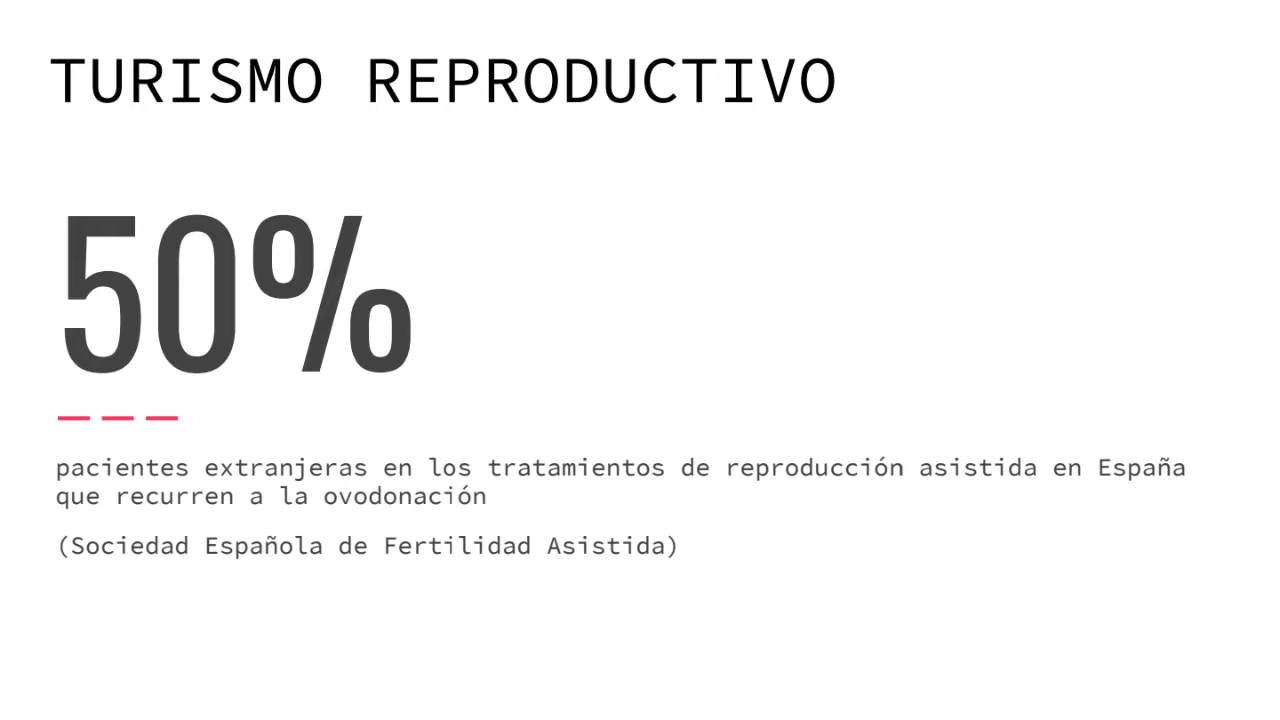 TURISMO REPRODUCTIVO
50%
pacientes extranjeras en los tratamientos de reproducción asistida en España
que recurren a la ovodonación
(Sociedad Española de Fertilidad Asistida)